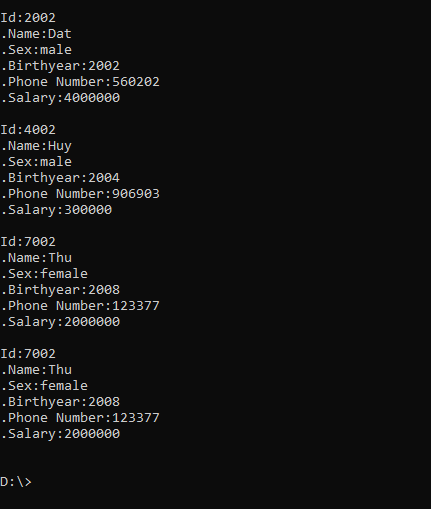 Id:2002
.Name:Dat
.Sex:male
.Birthyear:2002
.Phone Number:560202
.Salary:4000000
Id:4002
.Name:Huy
.Sex:male
.Birthyear:2004
.Phone Number:906903
.Salary:300000
Id:7002
.Name:Thu
.Sex:female
.Birthyear:2008
.Phone Number:123377
.Salary:2000000
Id:7002
.Name:Thu
.Sex:female
.Birthyear:2008
.Phone Number:123377
.Salary:2000000
D:\>